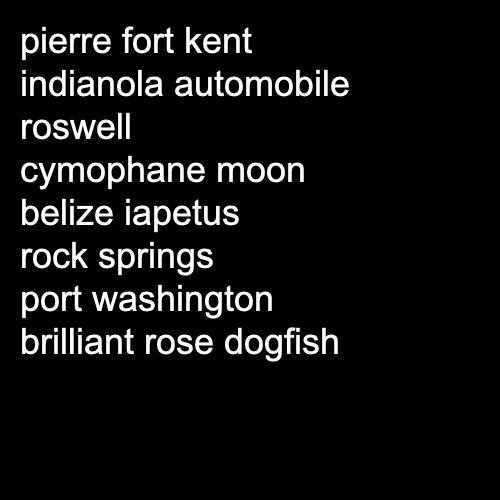 pierre fort kent
indianola automobile
roswell
cymophane moon
belize iapetus
rock springs
port washington
brilliant rose dogfish